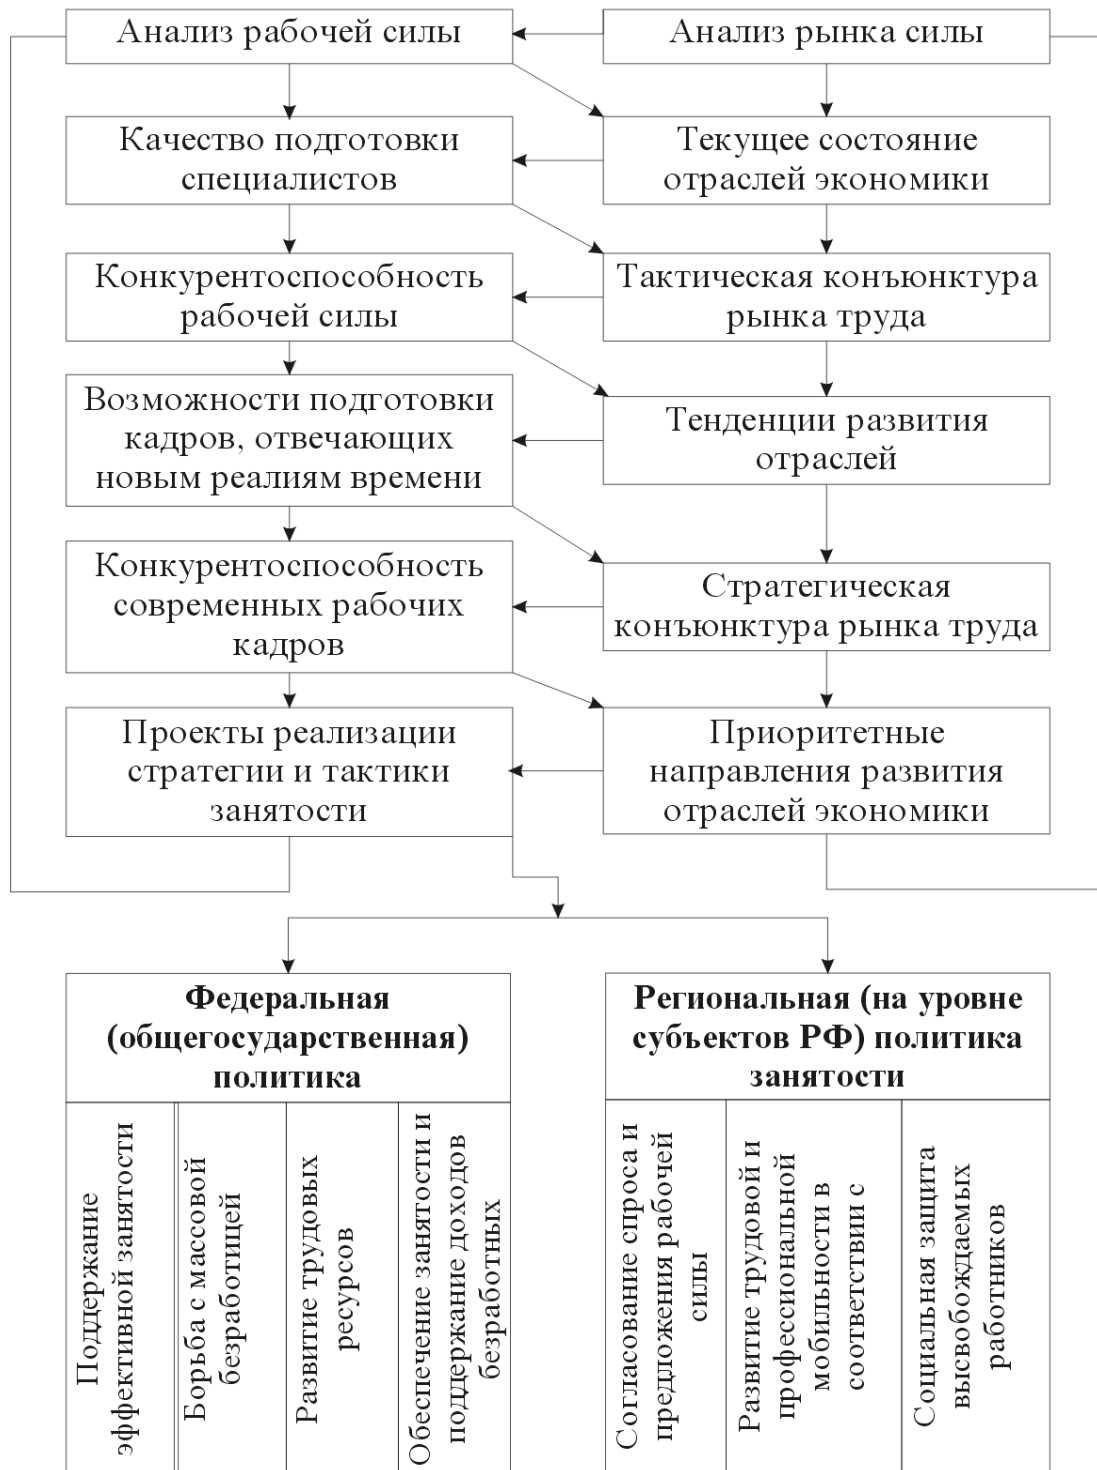 Анализ рабочей силы
Анализ рынка силы
Качество подготовки
специалистов
Текущее состояние
отраслей экономики
Конкурентоспособность
рабочей силы
Тактическая конъюнктура
рынка труда
Возможности подготовки
кадров, отвечающих
новым реалиям времени
Тенденции развития
отраслей
Конкурентоспособность
современных рабочих
кадров
Стратегическая
конъюнктура рынка труда
Проекты реализации
стратегии и тактики
занятости
Приоритетные
направления развития
отраслей экономики
Федеральная
(общегосударственная)
политика
Региональная (на уровне
субъектов РФ) политика
занятости
Поддержание
эффективной занятости
Борьба с массовой
безработицей
Развитие трудовых
ресурсов
Обеспечение занятости и
поддержание доходов
безработных
Согласование спроса и
предложения рабочей
силы
Развитие трудовой и
профессиональной
мобильности в
соответствии с
Социальная защита
высвобождаемых
работников